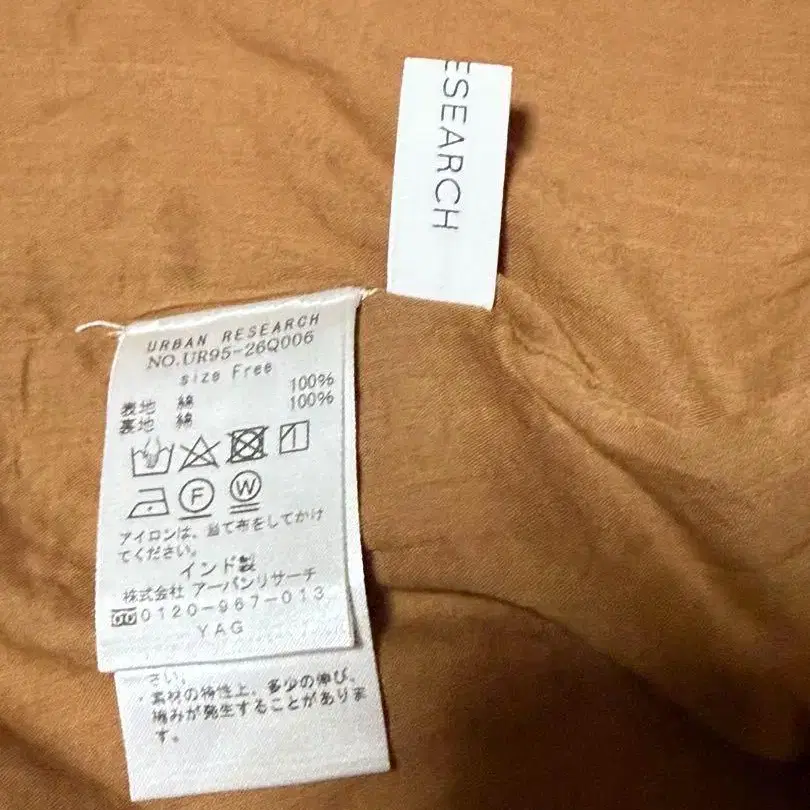 ESEARCH
URBAN RESEARCH
NO.UR95-26Q006
size Free
表地 綿 100%
裏地 綿 100%
F W
アイロンは、当て布をしてかけ
てください。
インド製
株式会社 アーバンリサーチ
0120-967-013
YAG
さい。
・素材の特性上、多少の伸び、
縮みが発生することがありま
す。